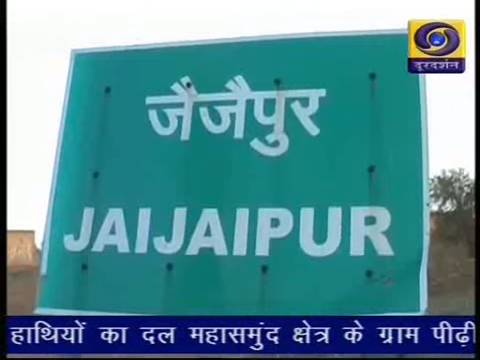 दूरदर्शन
जैजैपुर
JAIJAIPUR
हाथियों का दल महासमुंद क्षेत्र के ग्राम पीढ़ी